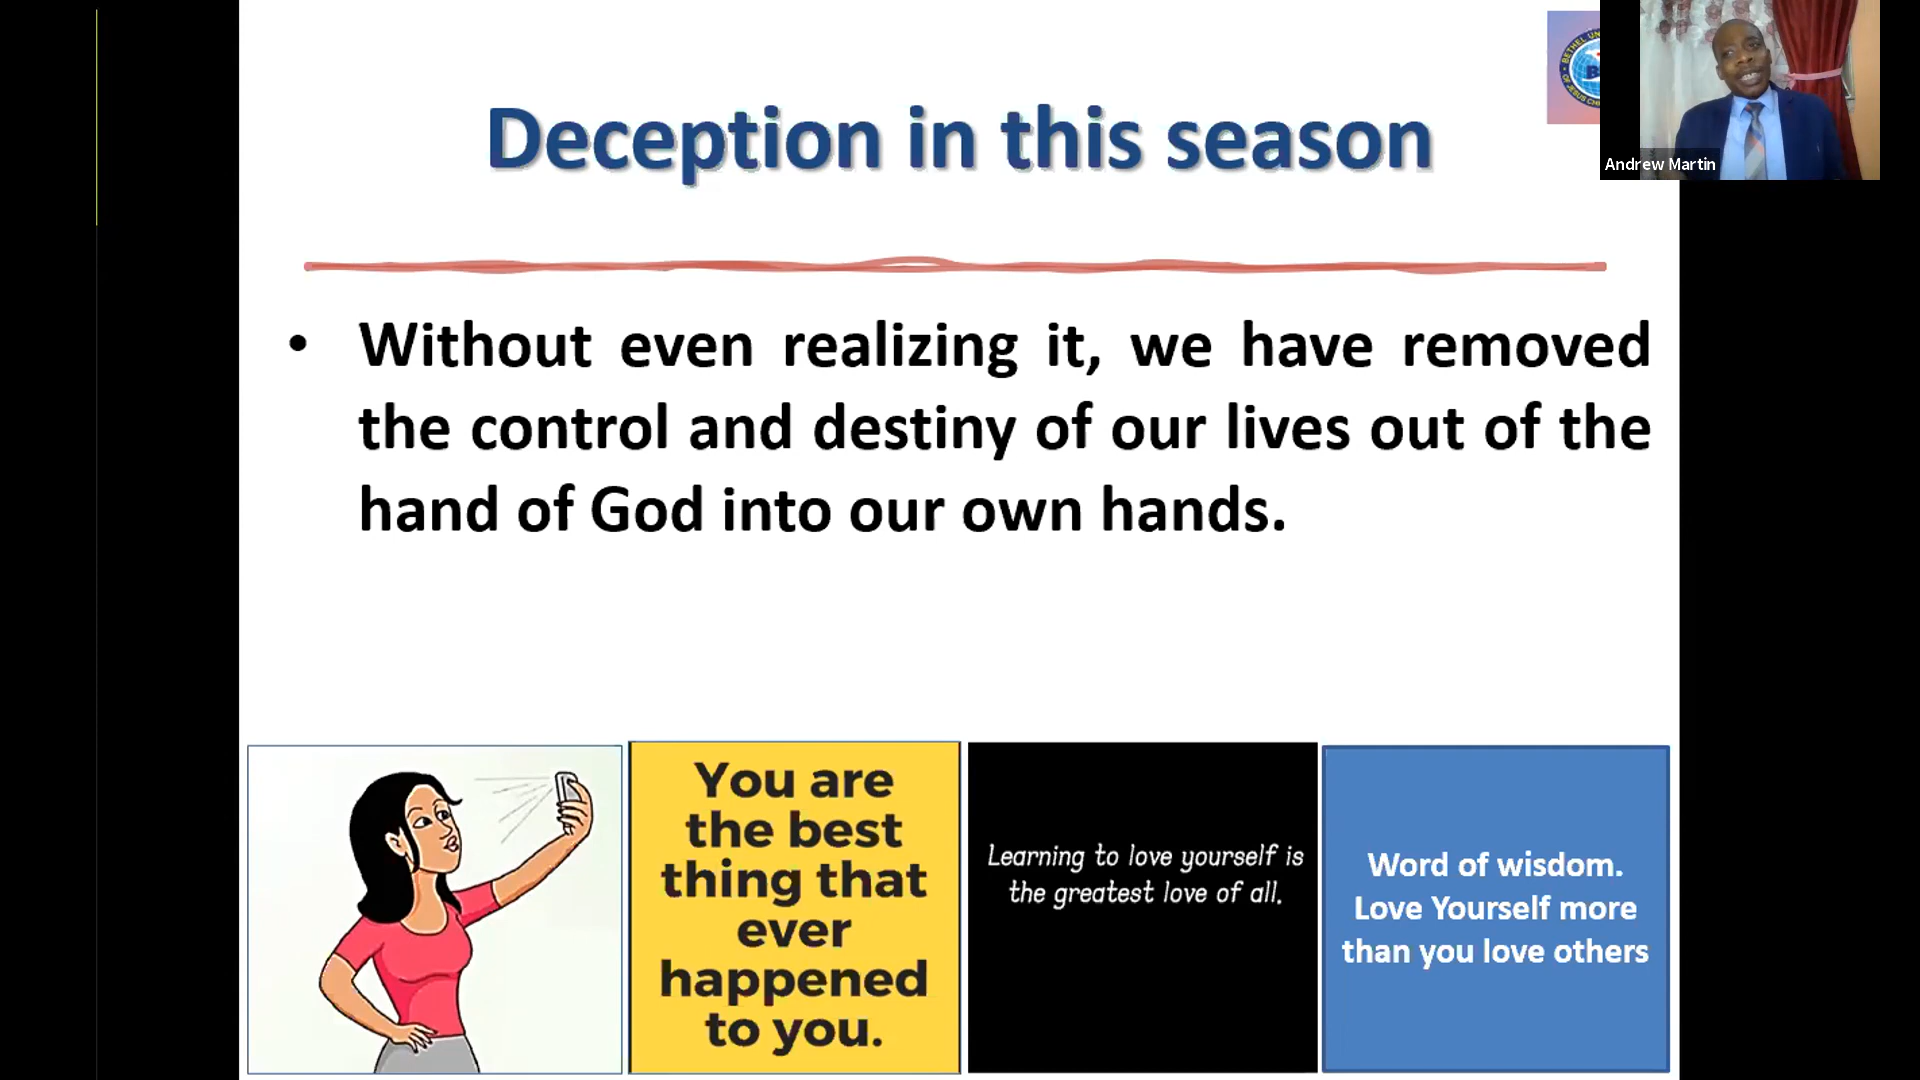 Deception in this season
Andrew Martin
• Without even realizing it, we have removed
the control and destiny of our lives out of the
hand of God into our own hands.
You are
the best
thing that
ever
happened
to you.
Learning to love yourself is
the greatest love of all.
Word of wisdom.
Love Yourself more
than you love others